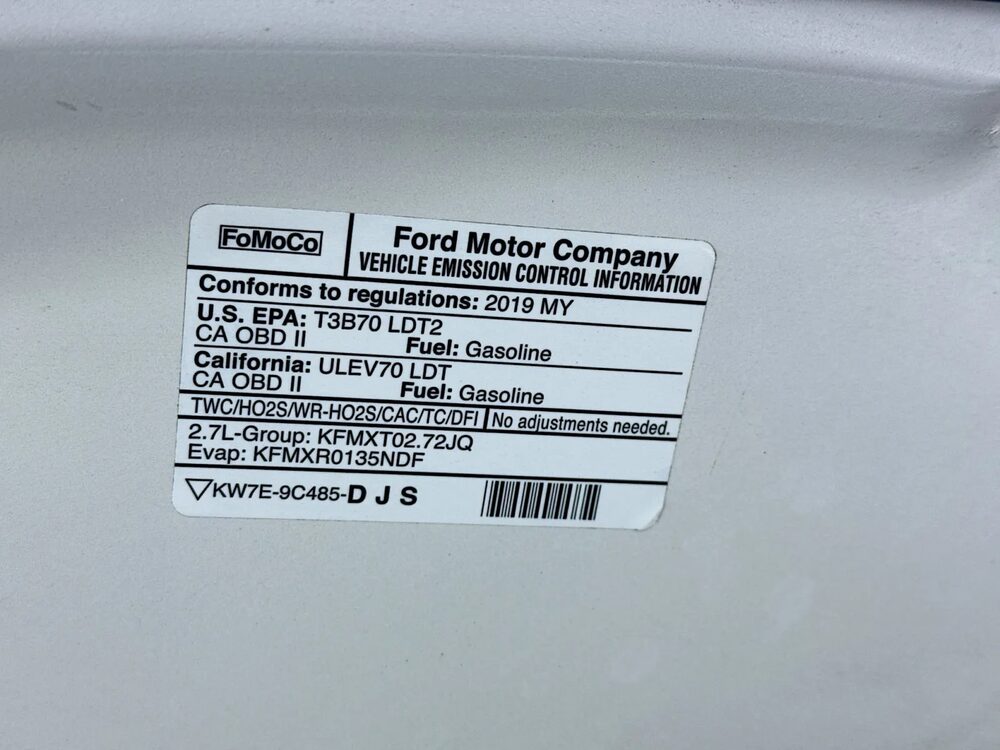 FoMoCo
Ford Motor Company
VEHICLE EMISSION CONTROL INFORMATION
Conforms to regulations: 2019 MY
U.S. EPA: T3B70 LDT2
CA OBD II Fuel: Gasoline
California: ULEV70 LDT
CA OBD II Fuel: Gasoline
TWC/HO2S/WR-HO2S/CAC/TC/DFI No adjustments needed.
2.7L-Group: KFMXT02.72JQ
Evap: KFMXR0135NDF
KW7E-9C485-D J S